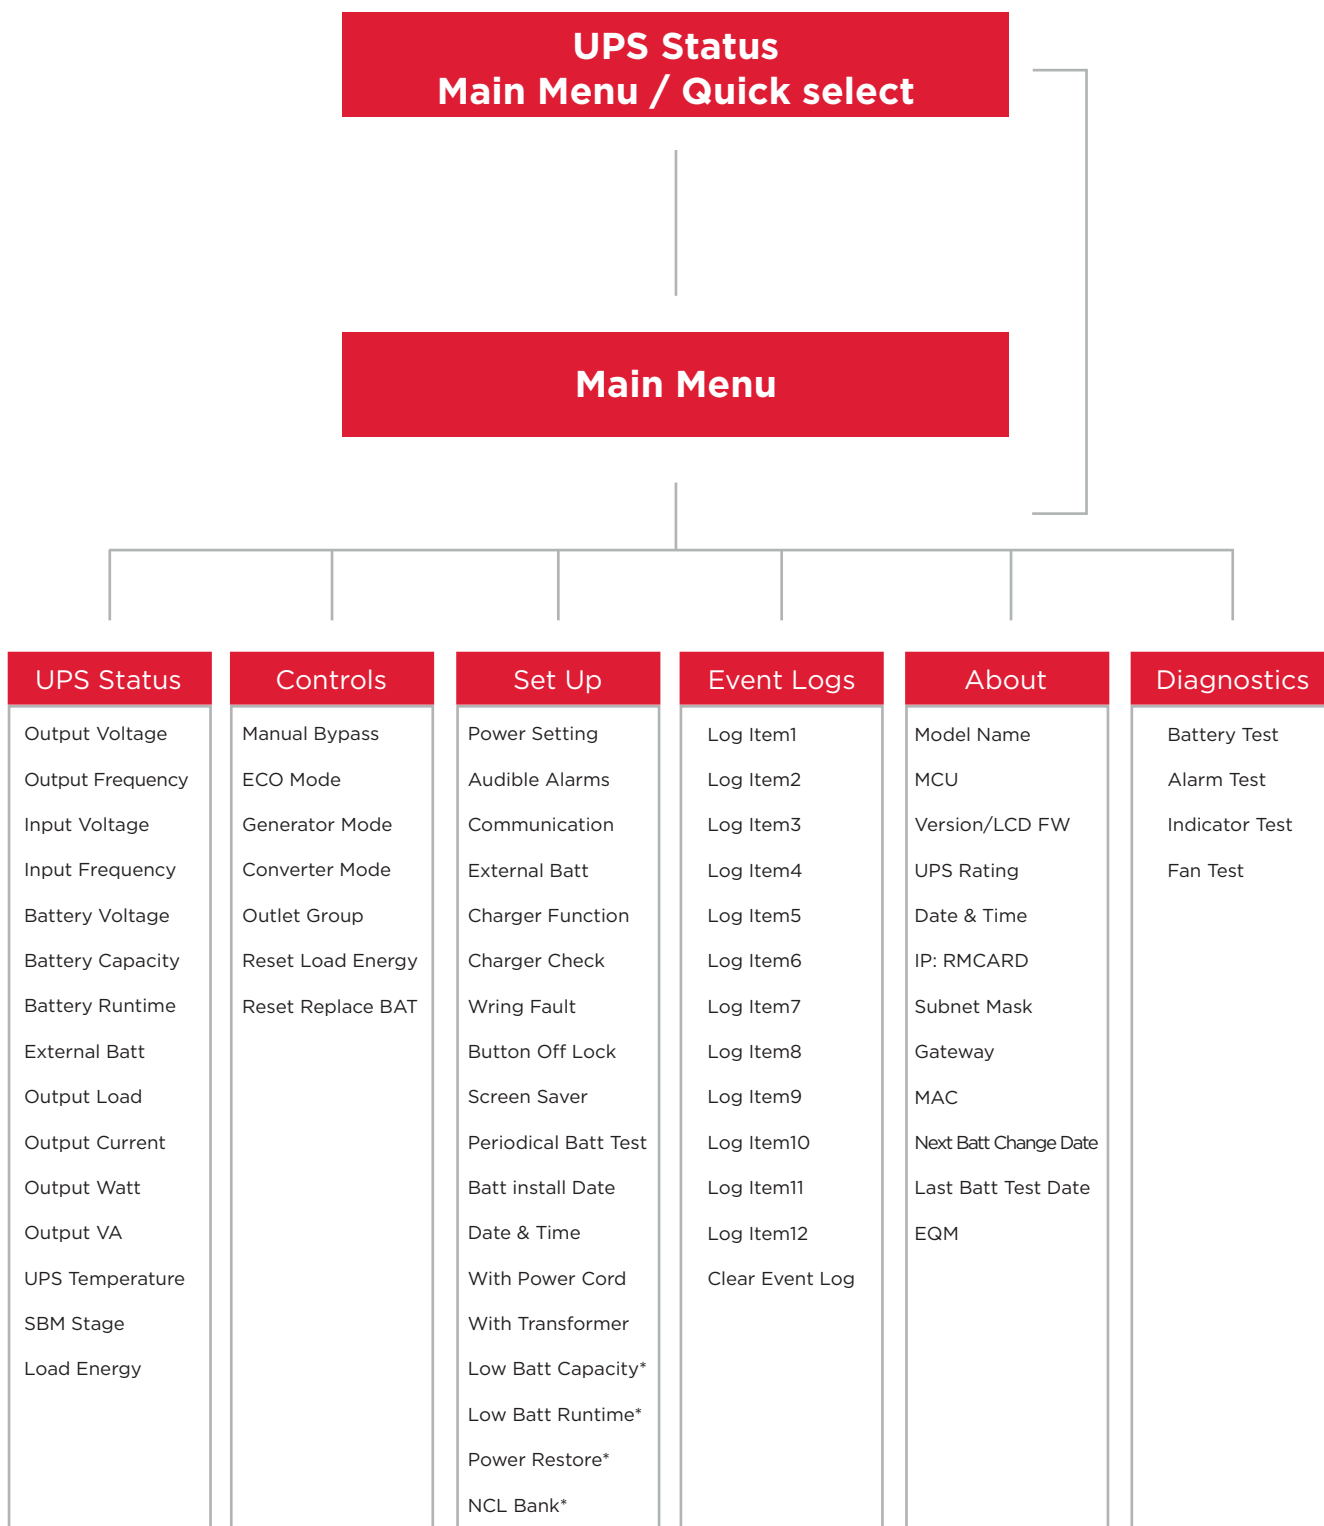 UPS Status
Main Menu / Quick select
Main Menu
UPS Status
Output Voltage
Output Frequency
Input Voltage
Input Frequency
Battery Voltage
Battery Capacity
Battery Runtime
External Batt
Output Load
Output Current
Output Watt
Output VA
UPS Temperature
SBM Stage
Load Energy
Controls
Manual Bypass
ECO Mode
Generator Mode
Converter Mode
Outlet Group
Reset Load Energy
Reset Replace BAT
Set Up
Power Setting
Audible Alarms
Communication
External Batt
Charger Function
Charger Check
Wring Fault
Button Off Lock
Screen Saver
Periodical Batt Test
Batt install Date
Date & Time
With Power Cord
With Transformer
Low Batt Capacity*
Low Batt Runtime*
Power Restore*
NCL Bank*
Event Logs
Log Item1
Log Item2
Log Item3
Log Item4
Log Item5
Log Item6
Log Item7
Log Item8
Log Item9
Log Item10
Log Item11
Log Item12
Clear Event Log
About
Model Name
MCU
Version/LCD FW
UPS Rating
Date & Time
IP: RMCARD
Subnet Mask
Gateway
MAC
Next Batt Change Date
Last Batt Test Date
EQM
Diagnostics
Battery Test
Alarm Test
Indicator Test
Fan Test